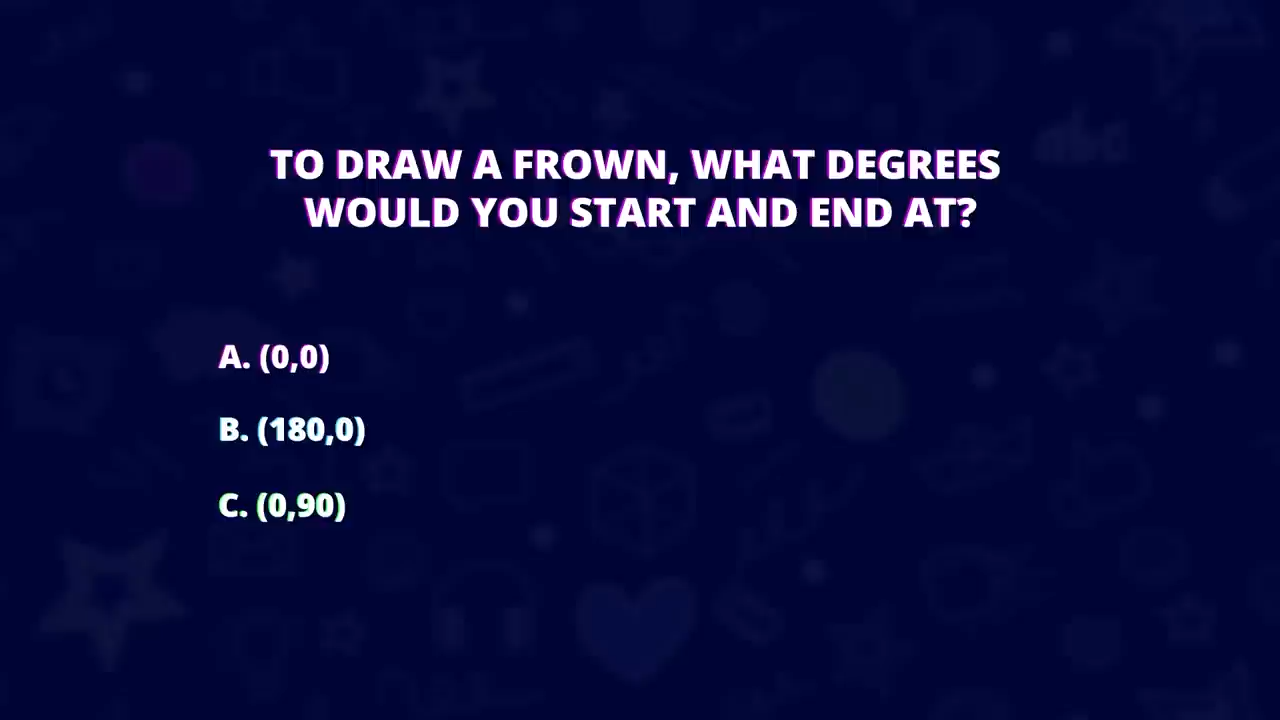 TO DRAW A FROWN, WHAT DEGREES
WOULD YOU START AND END AT?
A. (0,0)
B. (180,0)
C. (0,90)